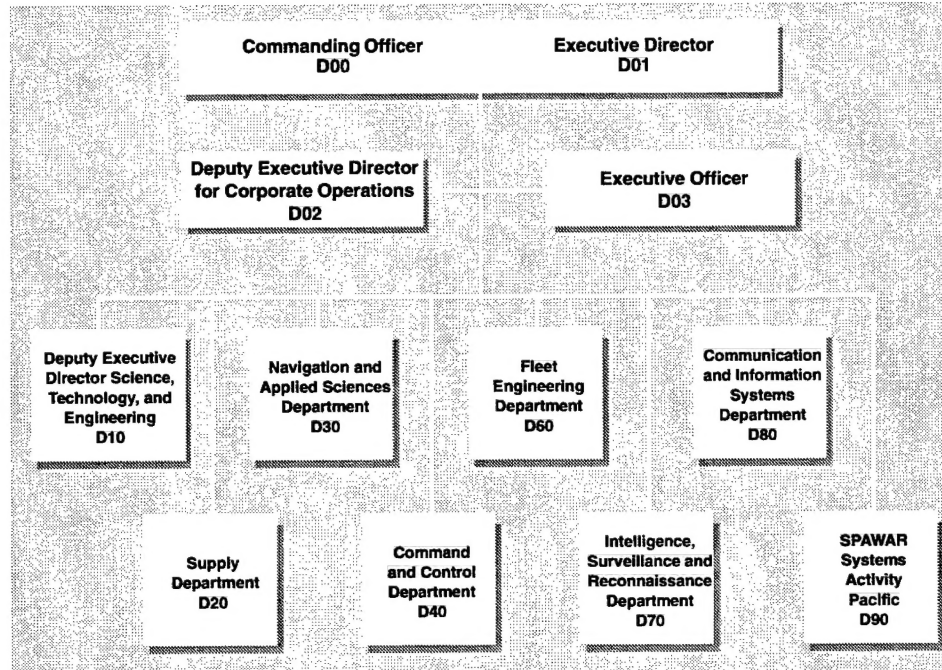 Commanding Officer
D00
Executive Director
D01
Deputy Executive Director
for Corporate Operations
D02
Executive Officer
D03
Deputy Executive
Director Science,
Technology, and
Engineering
D10
Navigation and
Applied Sciences
Department
D30
Fleet
Engineering
Department
D60
Communication
and Information
Systems
Department
D80
Supply
Department
D20
Command
and Control
Department
D40
Intelligence,
Surveillance and
Reconnaissance
Department
D70
SPAWAR
Systems
Activity
Pacific
D90